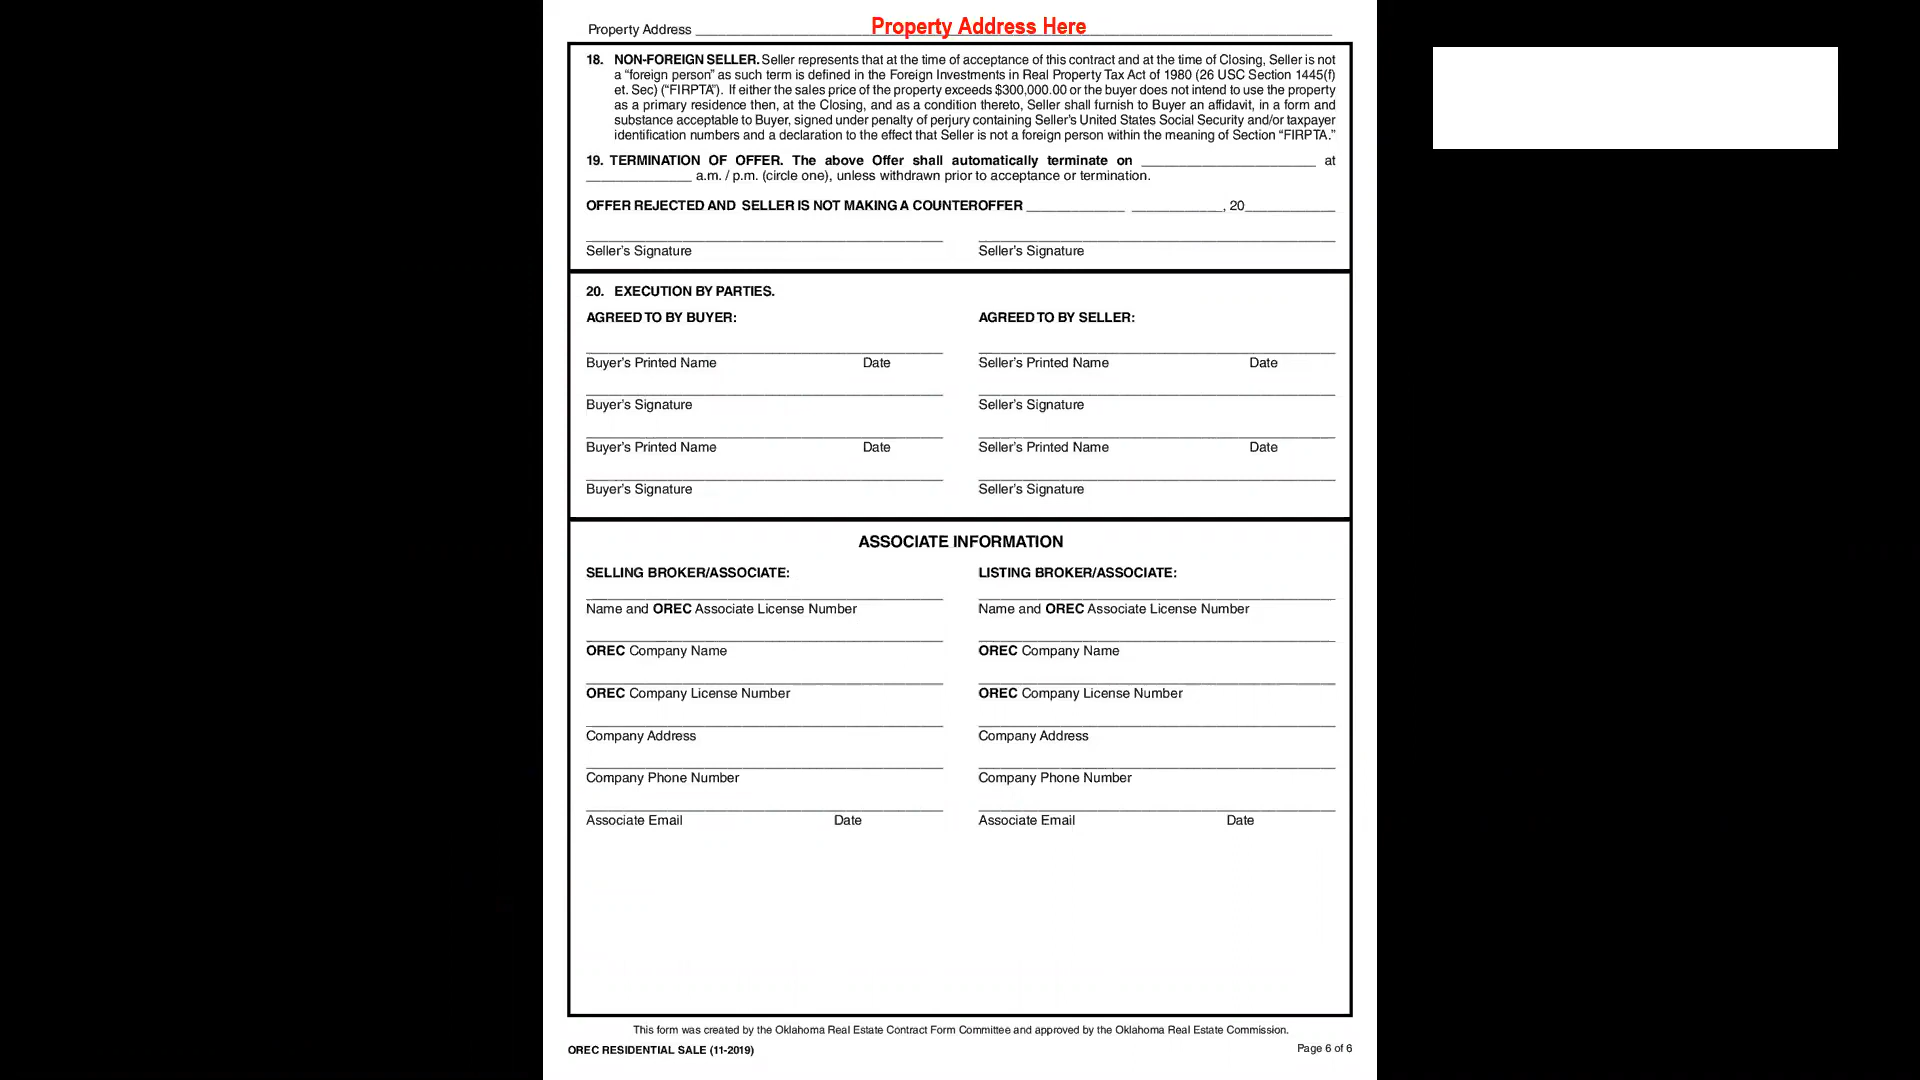 Property Address ______ Property Address Here ______
18. NON-FOREIGN SELLER. Seller represents that at the time of acceptance of this contract and at the time of Closing, Seller is not
a “foreign person” as such term is defined in the Foreign Investments in Real Property Tax Act of 1980 (26 USC Section 1445(f)
et. Sec) (“FIRPTA”). If either the sales price of the property exceeds $300,000.00 or the buyer does not intend to use the property
as a primary residence then, at the Closing, and as a condition thereto, Seller shall furnish to Buyer an affidavit, in a form and
substance acceptable to Buyer, signed under penalty of perjury containing Seller’s United States Social Security and/or taxpayer
identification numbers and a declaration to the effect that Seller is not a foreign person within the meaning of Section “FIRPTA.”
19. TERMINATION OF OFFER. The above Offer shall automatically terminate on ______ at
______ a.m. / p.m. (circle one), unless withdrawn prior to acceptance or termination.
OFFER REJECTED AND SELLER IS NOT MAKING A COUNTEROFFER ______ ______, 20______
Seller’s Signature Seller’s Signature
20. EXECUTION BY PARTIES.
AGREED TO BY BUYER: AGREED TO BY SELLER:
Buyer’s Printed Name Date Seller’s Printed Name Date
Buyer’s Signature Seller’s Signature
Buyer’s Printed Name Date Seller’s Printed Name Date
Buyer’s Signature Seller’s Signature
ASSOCIATE INFORMATION
SELLING BROKER/ASSOCIATE: LISTING BROKER/ASSOCIATE:
Name and OREC Associate License Number Name and OREC Associate License Number
OREC Company Name OREC Company Name
OREC Company License Number OREC Company License Number
Company Address Company Address
Company Phone Number Company Phone Number
Associate Email Date Associate Email Date
This form was created by the Oklahoma Real Estate Contract Form Committee and approved by the Oklahoma Real Estate Commission.
OREC RESIDENTIAL SALE (11-2019) Page 6 of 6